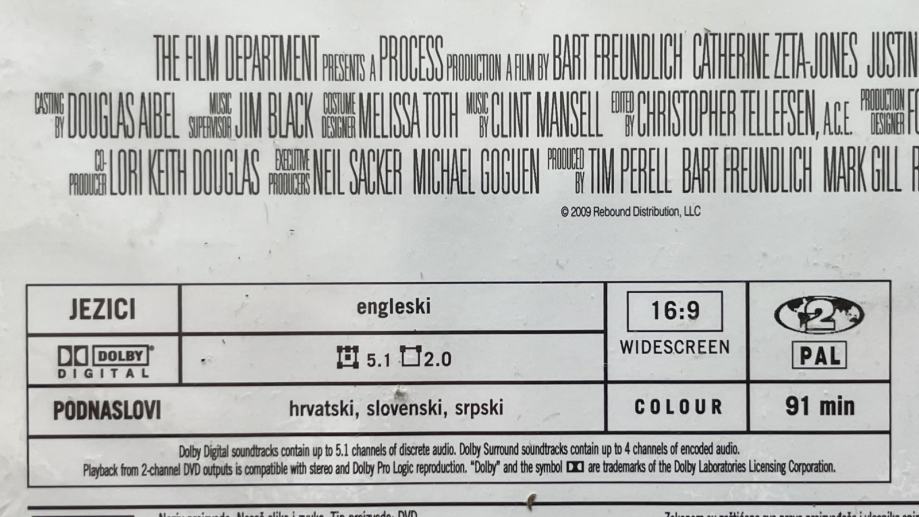 THE FILM DEPARTMENT PRESENTS A PROCESS PRODUCTION A FILM BY BART FREUNDLICH CATHERINE ZETA-JONES JUSTIN
CASTING BY DOUGLAS AIBEL MUSIC SUPERVISOR JIM BLACK COSTUME DESIGNER MELISSA TOTH MUSIC BY CLINT MANSELL EDITED BY CHRISTOPHER TELLEFSEN, A.C.E. PRODUCTION DESIGNER
CO-PRODUCER LORI KEITH DOUGLAS EXECUTIVE PRODUCERS NEIL SACKER MICHAEL GOGUEN PRODUCED BY TIM PERELL BART FREUNDLICH MARK GILL
© 2009 Rebound Distribution, LLC
JEZICI engleski 16:9 2
DOLBY DIGITAL 5.1 2.0 WIDESCREEN PAL
PODNASLOVI hrvatski, slovenski, srpski COLOUR 91 min
Dolby Digital soundtracks contain up to 5.1 channels of discrete audio. Dolby Surround soundtracks contain up to 4 channels of encoded audio.
Playback from 2-channel DVD outputs is compatible with stereo and Dolby Pro Logic reproduction. "Dolby" and the symbol are trademarks of the Dolby Laboratories Licensing Corporation.